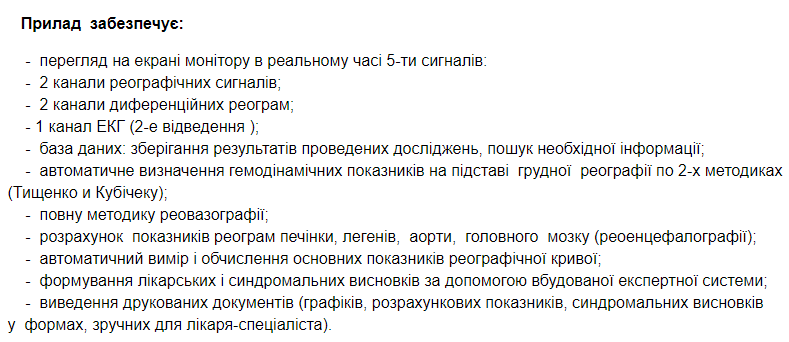 Прилад  забезпечує:
-  перегляд на екрані монітору в реальному часі 5-ти сигналів:
-  2 канали реографічних сигналів;
-  2 канали диференційних реограм;
- 1 канал ЕКГ (2-е відведення );
-  база даних: зберігання результатів проведених досліджень, пошук необхідної інформації;
-  автоматичне визначення гемодінамічних показників на підставі  грудної  реографії по 2-х методиках
(Тищенко и Кубічеку);
-  повну методику реовазографії;
-  розрахунок  показників реограм печінки, легенів,  аорти,  головного  мозку (реоенцефалографії);
-  автоматичний вимір і обчислення основних показників реографічної кривої;
-  формування лікарських і синдромальних висновків за допомогою вбудованої експертної системи;
-  виведення друкованих документів (графіків, розрахункових показників, синдромальних висновків
у  формах, зручних для лікаря-спеціаліста).